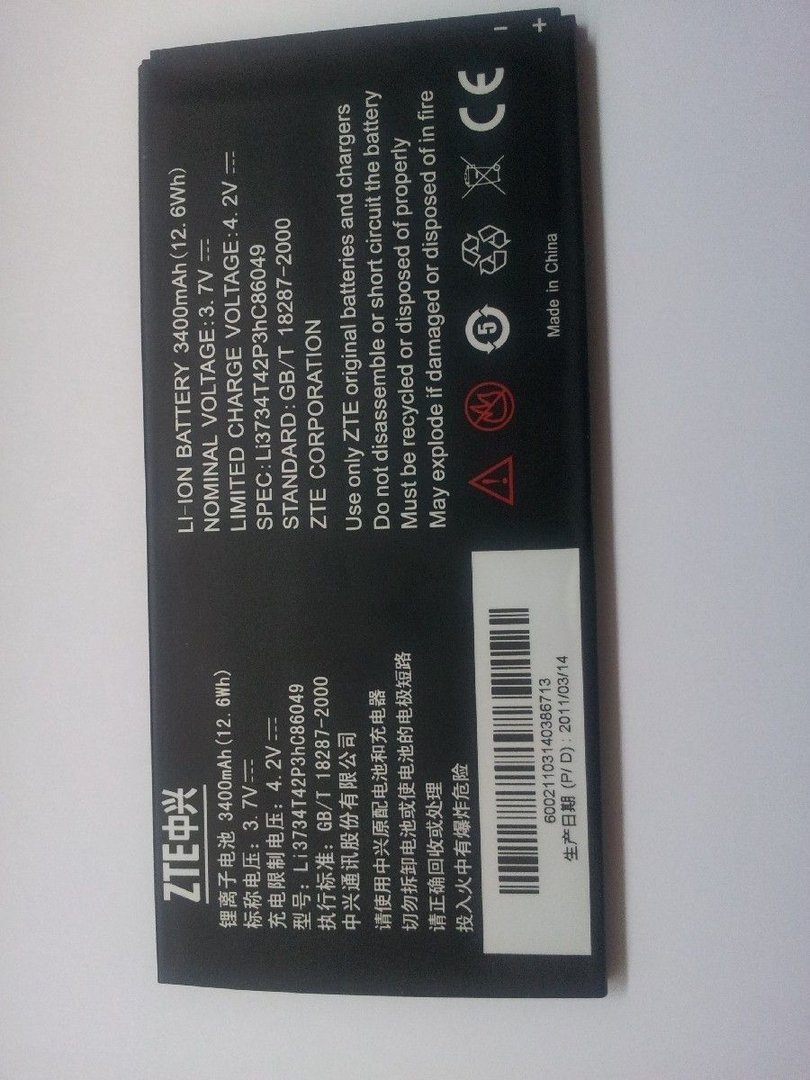 ZTE中兴
锂离子电池 3400mAh(12.6Wh)
标称电压: 3.7V
充电限制电压: 4.2V
型号: Li3734T42P3hC86049
执行标准: GB/T 18287-2000
中兴通讯股份有限公司
请使用中兴原配电池和充电器
切勿拆卸电池或使电池的电极短路
请正确回收或处理
投入火中有爆炸危险
60021103140386713
生产日期 (P/ D) : 2011/03/14
LI-ION BATTERY 3400mAh(12.6Wh)
NOMINAL VOLTAGE:3.7V
LIMITED CHARGE VOLTAGE:4.2V
SPEC:Li3734T42P3hC86049
STANDARD:GB/T 18287-2000
ZTE CORPORATION
Use only ZTE original batteries and chargers
Do not disassemble or short circuit the battery
Must be recycled or disposed of properly
May explode if damaged or disposed of in fire
5
CE
Made in China
- +